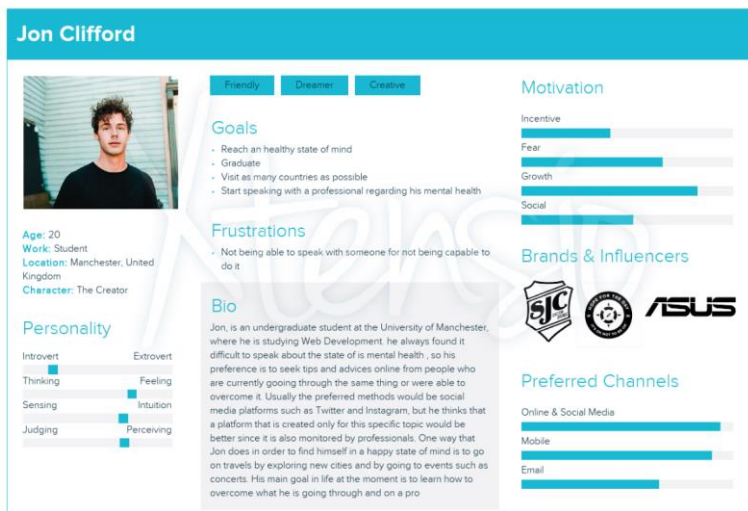 Jon Clifford
Friendly
Dreamer
Creative
Goals
Reach an healthy state of mind
Graduate
Visit as many countries as possible
Start speaking with a professional regarding his mental health
Frustrations
Not being able to speak with someone for not being capable to
do it
Bio
Jon, is an undergraduate student at the University of Manchester,
where he is studying Web Development. he always found it
difficult to speak about the state of is mental health , so his
preference is to seek tips and advices online from people who
are currently gooing through the same thing or were able to
overcome it. Usually the preferred methods would be social
media platforms such as Twitter and Instagram, but he thinks that
a platform that is created only for this specific topic would be
better since it is also monitored by professionals. One way that
Jon does in order to find himself in a happy state of mind is to go
on travels by exploring new cities and by going to events such as
concerts. His main goal in life at the moment is to learn how to
overcome what he is going through and on a pro
Age: 20
Work: Student
Location: Manchester, United
Kingdom
Character: The Creator
Personality
Introvert Extrovert
Thinking Feeling
Sensing Intuition
Judging Perceiving
Motivation
Incentive
Fear
Growth
Social
Brands & Influencers
SJC
HOPE FOR THE DAY
ASUS
Preferred Channels
Online & Social Media
Mobile
Email
Xtensio